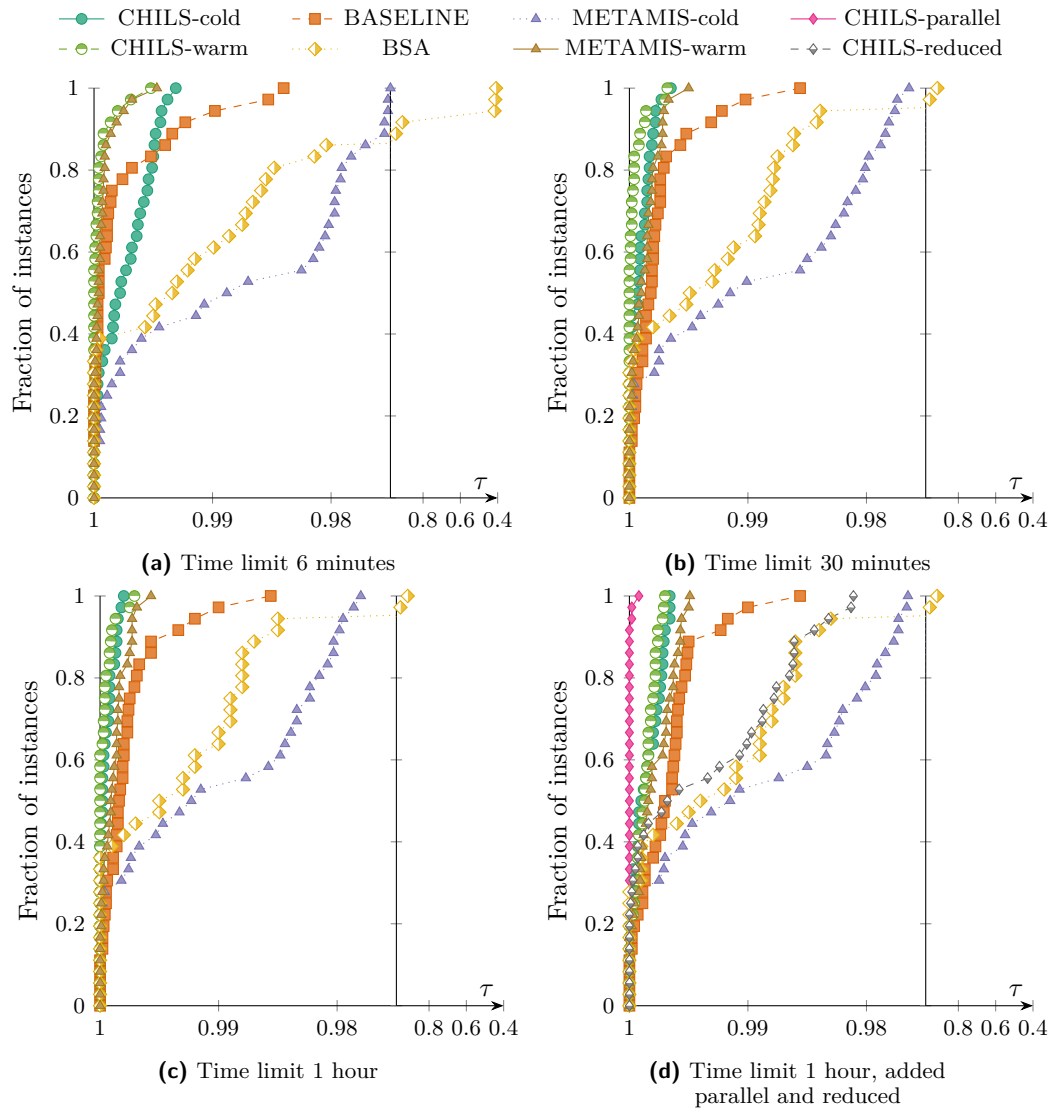 CHILS-cold BASELINE METAMIS-cold CHILS-parallel
CHILS-warm BSA METAMIS-warm CHILS-reduced
Fraction of instances
1
0.8
0.6
0.4
0.2
0
1 0.99 0.98 0.8 0.6 0.4
τ
(a) Time limit 6 minutes
Fraction of instances
1
0.8
0.6
0.4
0.2
0
1 0.99 0.98 0.8 0.6 0.4
τ
(b) Time limit 30 minutes
Fraction of instances
1
0.8
0.6
0.4
0.2
0
1 0.99 0.98 0.8 0.6 0.4
τ
(c) Time limit 1 hour
Fraction of instances
1
0.8
0.6
0.4
0.2
0
1 0.99 0.98 0.8 0.6 0.4
τ
(d) Time limit 1 hour, added
parallel and reduced